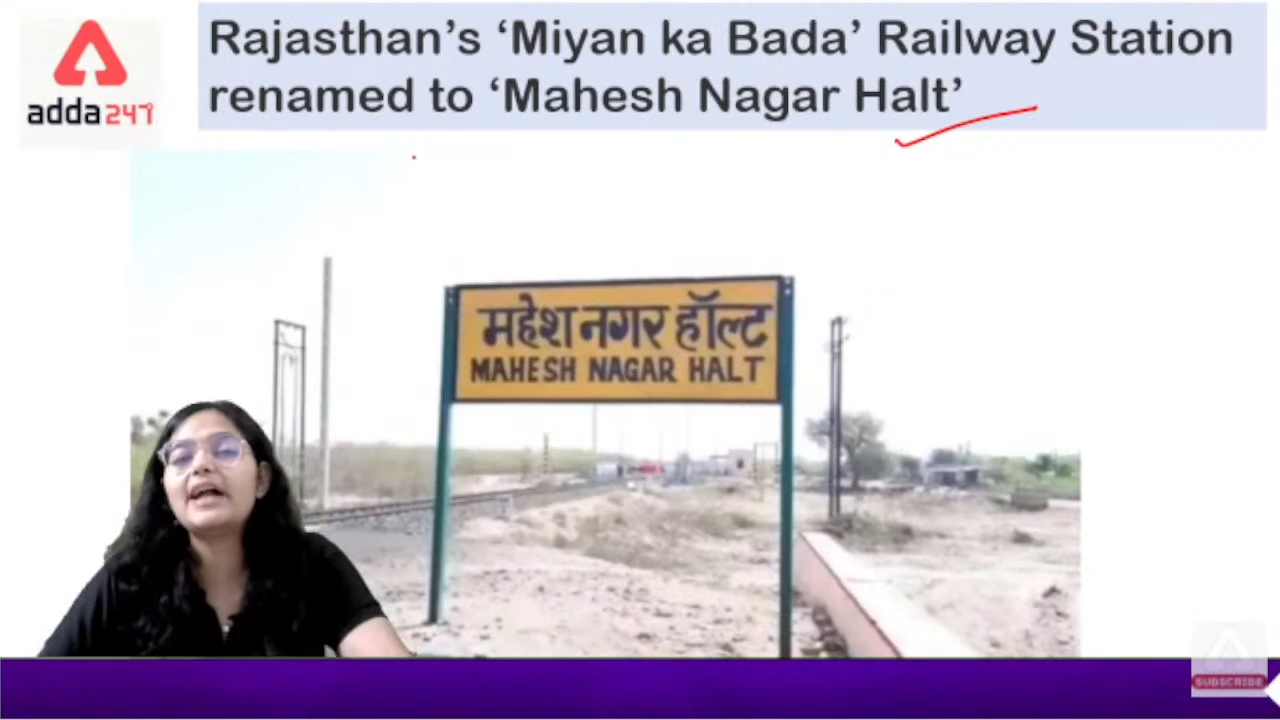 Rajasthan's 'Miyan ka Bada' Railway Station
renamed to 'Mahesh Nagar Halt'
adda247
महेश नगर हॉल्ट
MAHESH NAGAR HALT
SUBSCRIBE